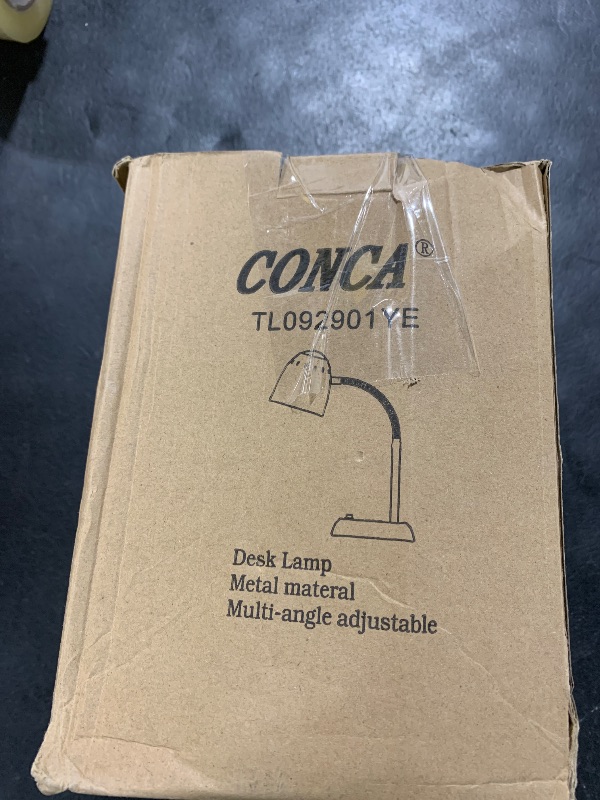 CONCA®
TL092901YE
Desk Lamp
Metal materal
Multi-angle adjustable